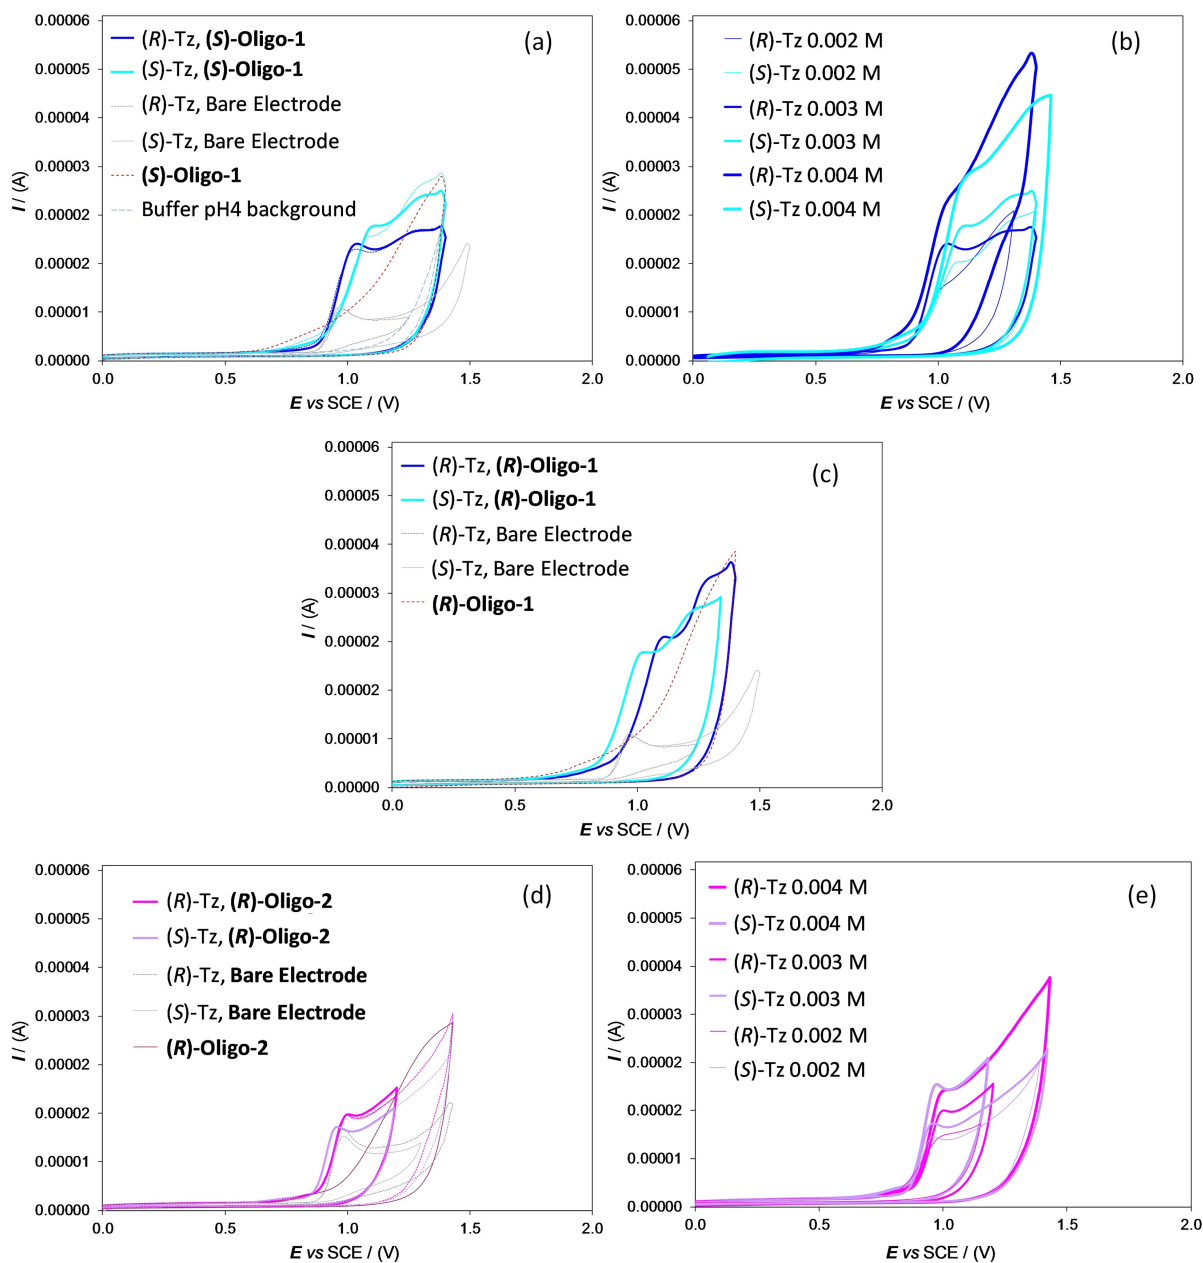 (a)
0.00006
0.00005
0.00004
0.00003
0.00002
0.00002
0.00001
0.00000
I / (A)
(R)-Tz, (S)-Oligo-1
(S)-Tz, (S)-Oligo-1
(R)-Tz, Bare Electrode
(S)-Tz, Bare Electrode
(S)-Oligo-1
Buffer pH4 background
0.0 0.5 1.0 1.5 2.0
E vs SCE / (V)
(b)
0.00006
0.00005
0.00004
0.00003
0.00002
0.00002
0.00001
0.00000
I / (A)
(R)-Tz 0.002 M
(S)-Tz 0.002 M
(R)-Tz 0.003 M
(S)-Tz 0.003 M
(R)-Tz 0.004 M
(S)-Tz 0.004 M
0.0 0.5 1.0 1.5 2.0
E vs SCE / (V)
(c)
0.00006
0.00005
0.00004
0.00003
0.00002
0.00002
0.00001
0.00000
I / (A)
(R)-Tz, (R)-Oligo-1
(S)-Tz, (R)-Oligo-1
(R)-Tz, Bare Electrode
(S)-Tz, Bare Electrode
(R)-Oligo-1
0.0 0.5 1.0 1.5 2.0
E vs SCE / (V)
(d)
0.00006
0.00005
0.00004
0.00003
0.00002
0.00002
0.00001
0.00000
I / (A)
(R)-Tz, (R)-Oligo-2
(S)-Tz, (R)-Oligo-2
(R)-Tz, Bare Electrode
(S)-Tz, Bare Electrode
(R)-Oligo-2
0.0 0.5 1.0 1.5 2.0
E vs SCE / (V)
(e)
0.00006
0.00005
0.00004
0.00003
0.00002
0.00002
0.00001
0.00000
I / (A)
(R)-Tz 0.004 M
(S)-Tz 0.004 M
(R)-Tz 0.003 M
(S)-Tz 0.003 M
(R)-Tz 0.002 M
(S)-Tz 0.002 M
0.0 0.5 1.0 1.5 2.0
E vs SCE / (V)